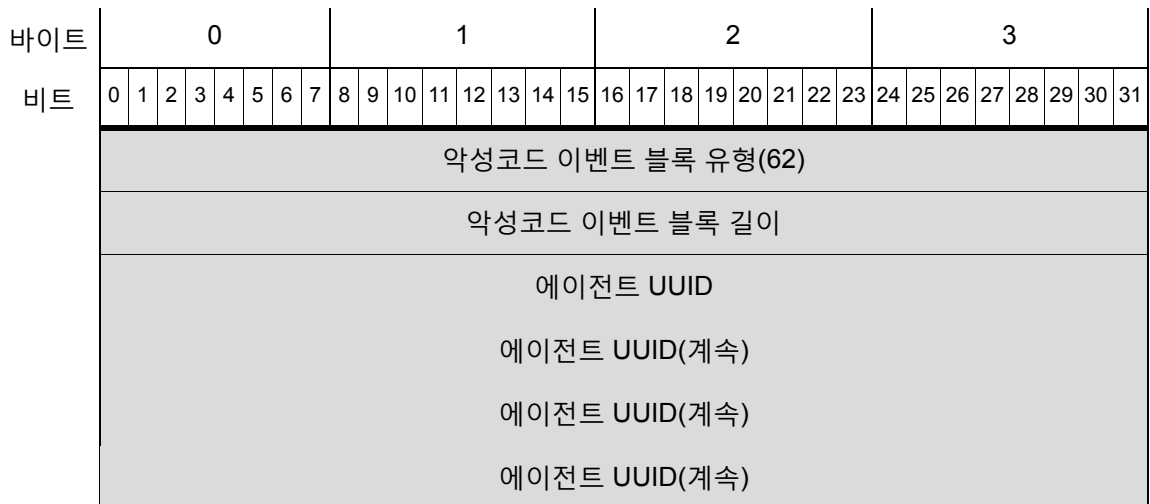 바이트 0 1 2 3
비트 0 1 2 3 4 5 6 7 8 9 10 11 12 13 14 15 16 17 18 19 20 21 22 23 24 25 26 27 28 29 30 31
악성코드 이벤트 블록 유형(62)
악성코드 이벤트 블록 길이
에이전트 UUID
에이전트 UUID(계속)
에이전트 UUID(계속)
에이전트 UUID(계속)